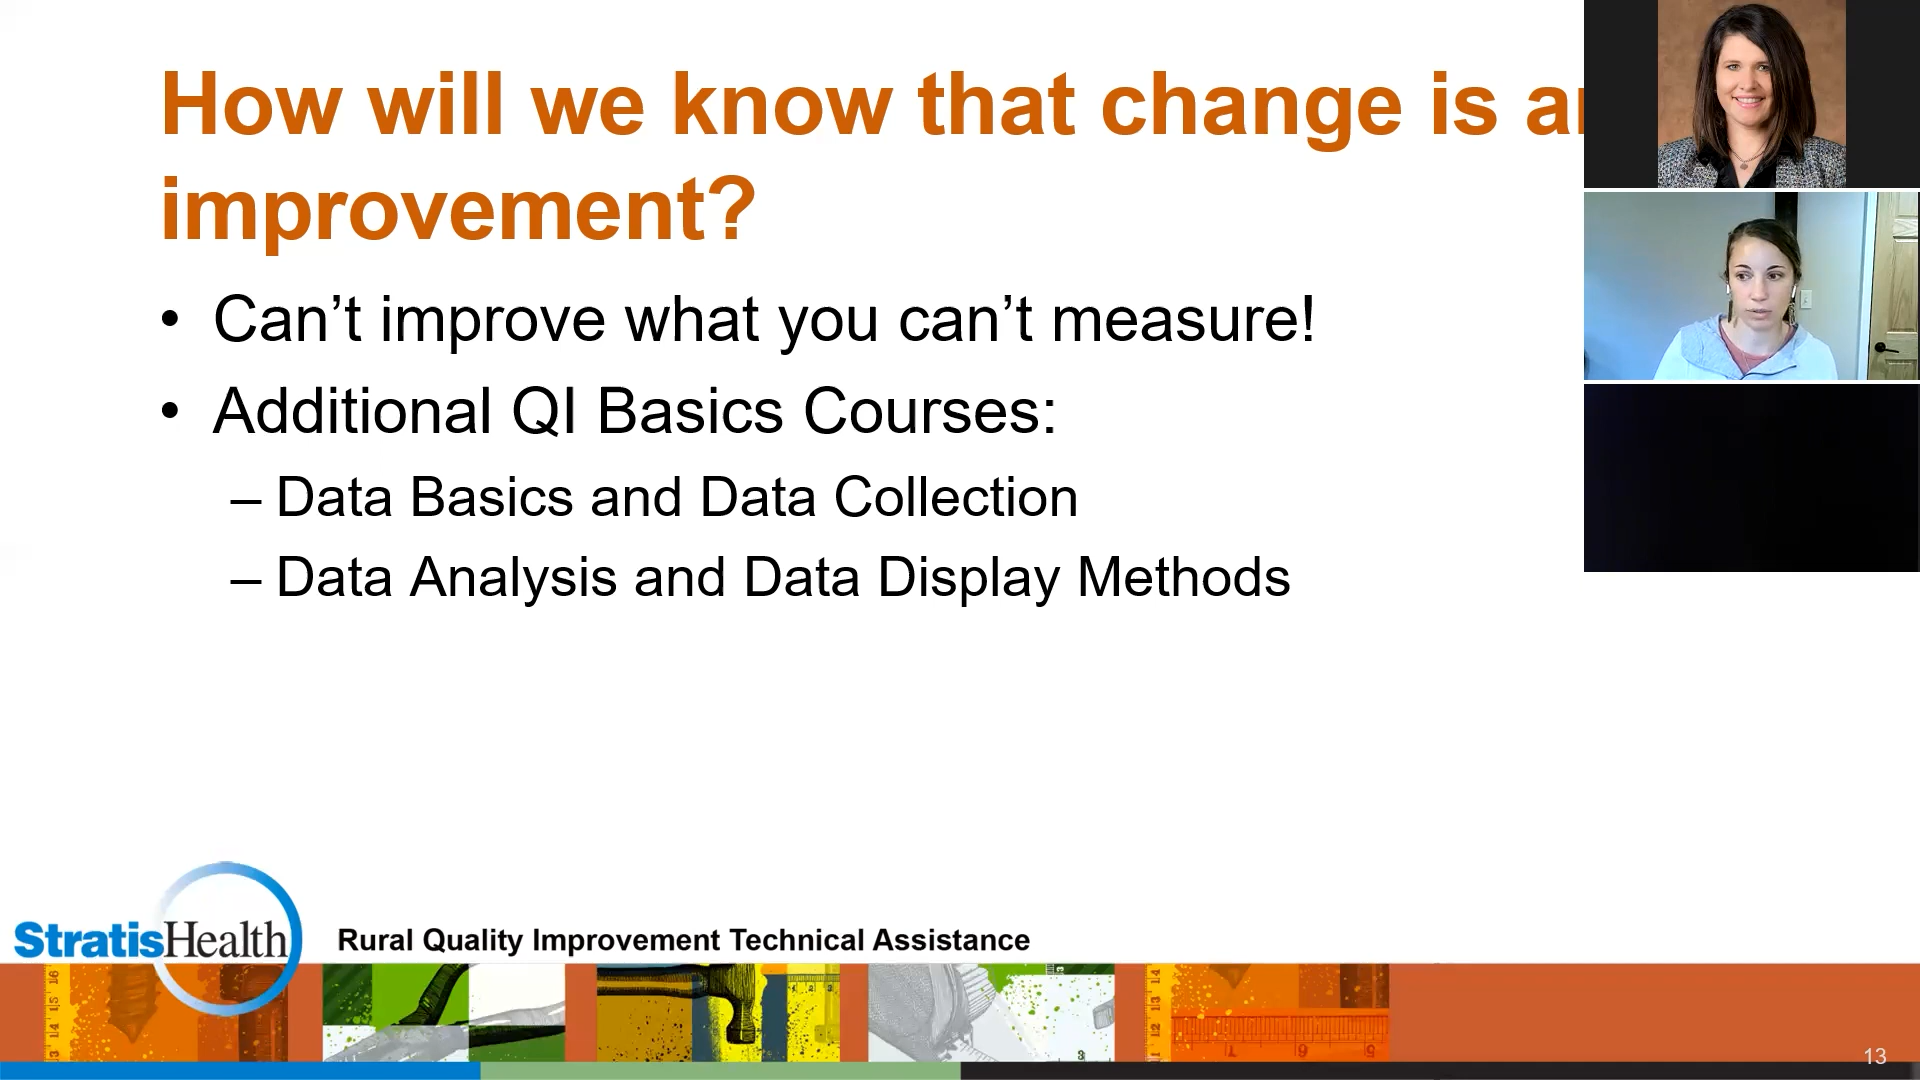 How will we know that change is an
improvement?
• Can’t improve what you can’t measure!
• Additional QI Basics Courses:
– Data Basics and Data Collection
– Data Analysis and Data Display Methods
StratisHealth
Rural Quality Improvement Technical Assistance
13